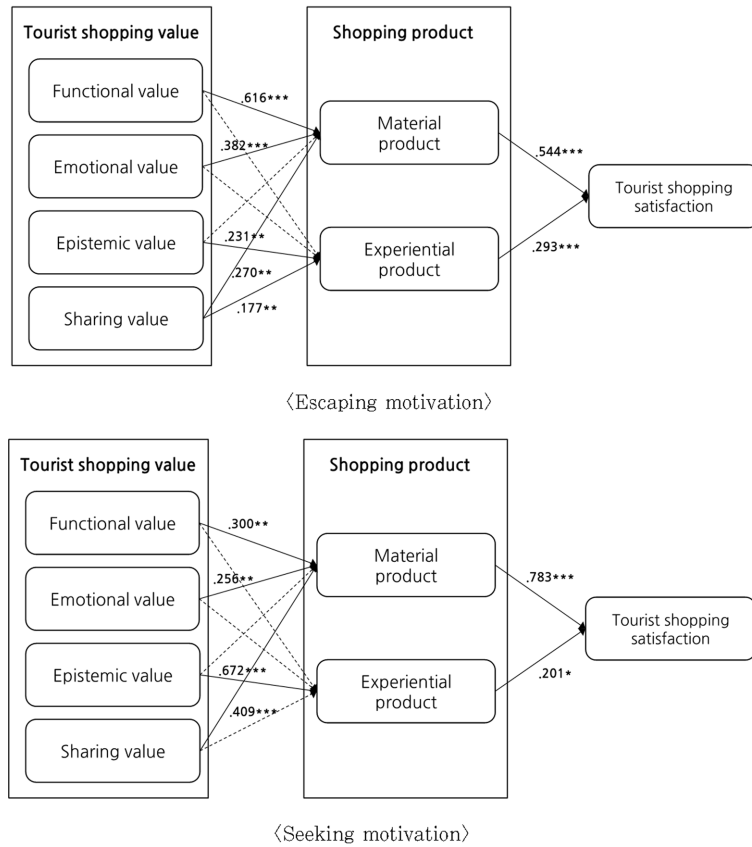 Tourist shopping value
Shopping product
Functional value
Emotional value
Epistemic value
Sharing value
.616***
.382***
.231**
.270**
.177**
Material
product
Experiential
product
.544***
.293***
Tourist shopping
satisfaction
〈Escaping motivation〉
Tourist shopping value
Shopping product
Functional value
Emotional value
Epistemic value
Sharing value
.300**
.256**
.672***
.409***
Material
product
Experiential
product
.783***
.201*
Tourist shopping
satisfaction
〈Seeking motivation〉